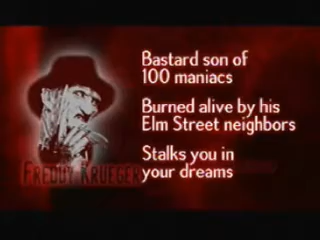 Bastard son of
100 maniacs
Burned alive by his
Elm Street neighbors
Stalks you in
your dreams
FREDDY KRUEGER